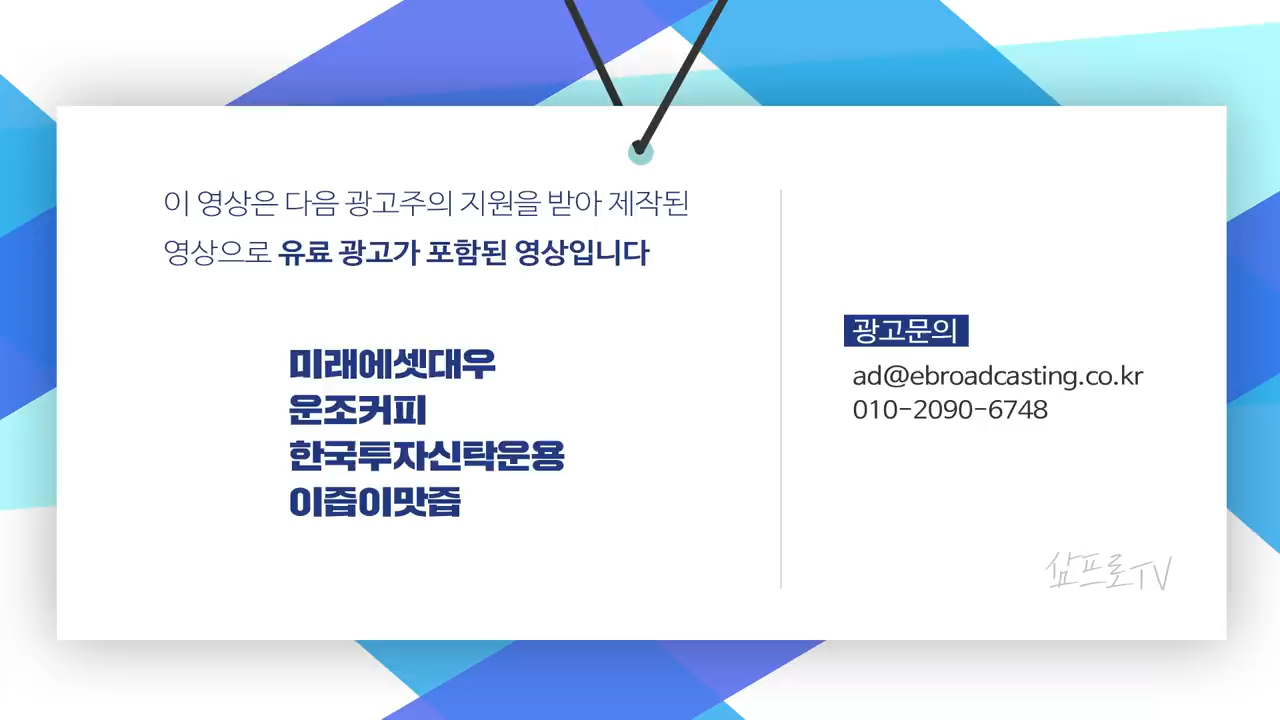 이 영상은 다음 광고주의 지원을 받아 제작된
영상으로 유료 광고가 포함된 영상입니다
미래에셋대우
운조커피
한국투자신탁운용
이즙이맛즙
광고문의
ad@ebroadcasting.co.kr
010-2090-6748
삼프로TV